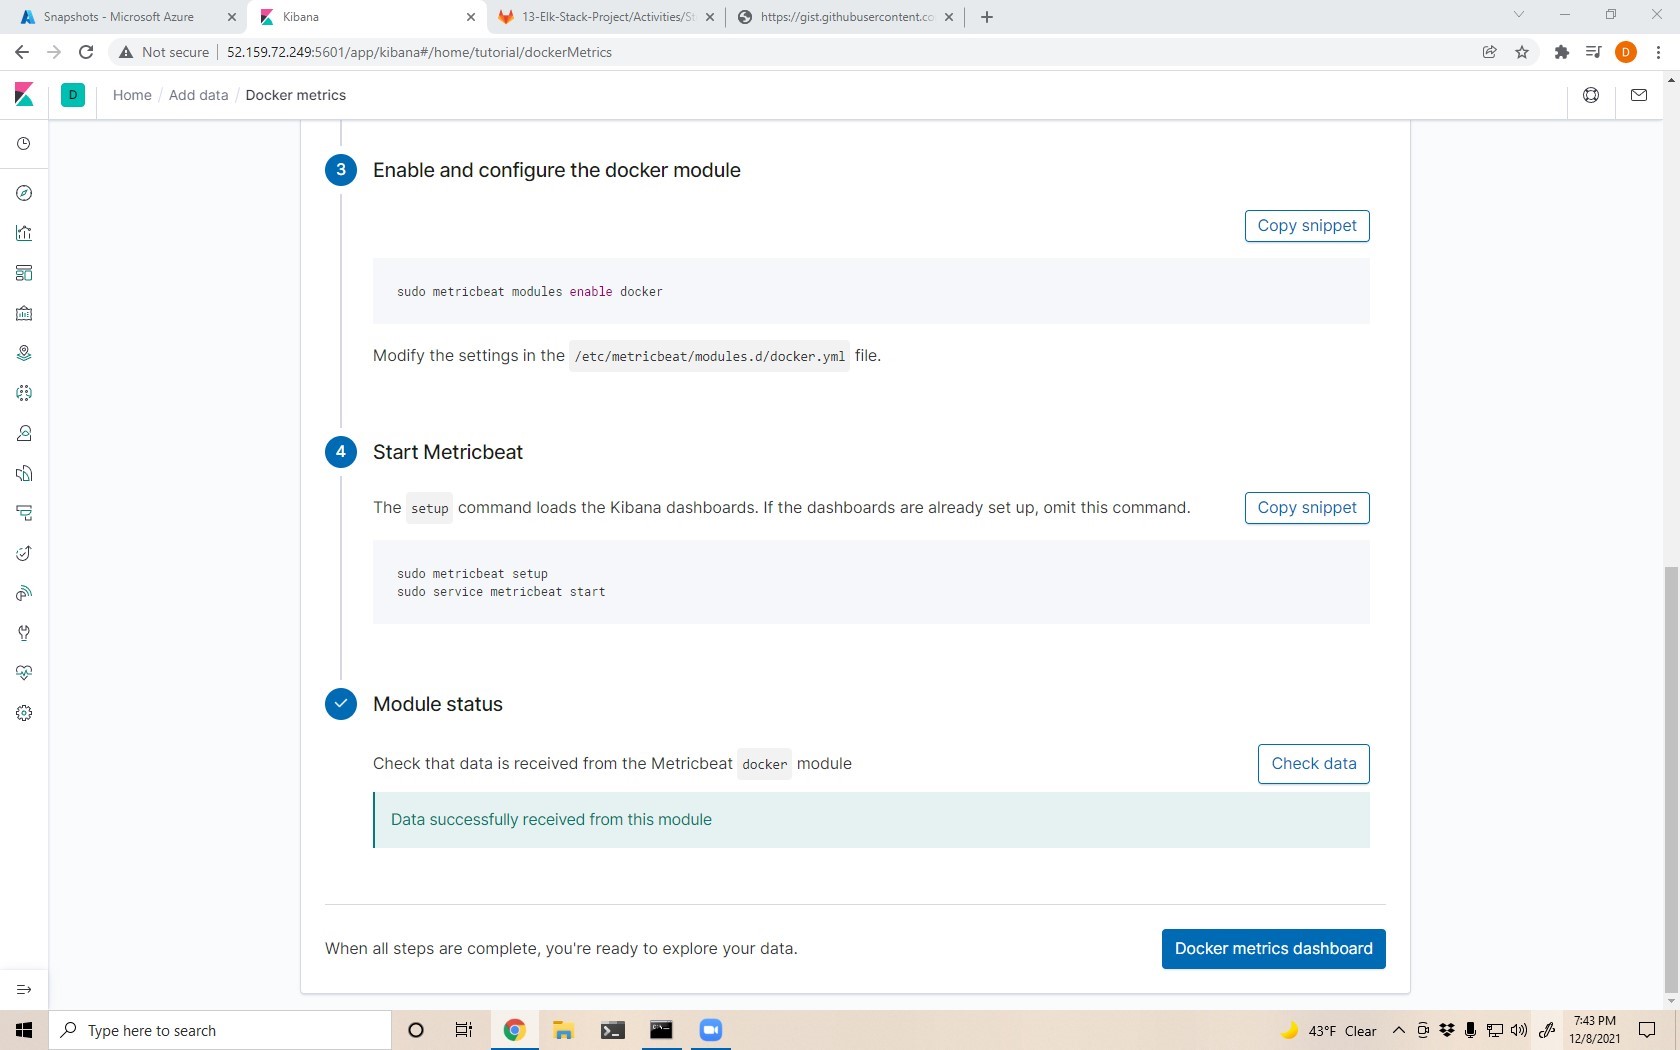 Snapshots - Microsoft Azure
Kibana
13-Elk-Stack-Project/Activities/St
https://gist.githubusercontent.co
Not secure
52.159.72.249:5601/app/kibana#/home/tutorial/dockerMetrics
D
D
Home / Add data / Docker metrics
3 Enable and configure the docker module
Copy snippet
sudo metricbeat modules enable docker
Modify the settings in the /etc/metricbeat/modules.d/docker.yml file.
4 Start Metricbeat
The setup command loads the Kibana dashboards. If the dashboards are already set up, omit this command.
Copy snippet
sudo metricbeat setup
sudo service metricbeat start
Module status
Check that data is received from the Metricbeat docker module
Check data
Data successfully received from this module
When all steps are complete, you're ready to explore your data.
Docker metrics dashboard
Type here to search
43°F Clear
7:43 PM
12/8/2021